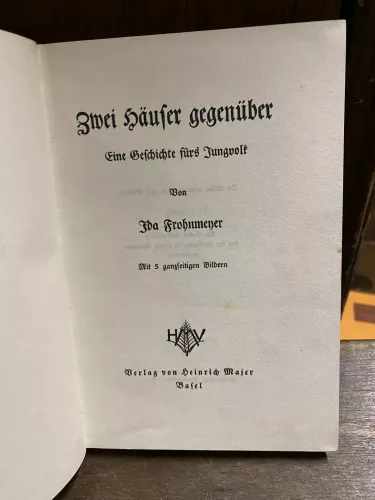 Zwei Häuser gegenüber
Eine Geschichte fürs Jungvolk
Von
Ida Frohnmeyer
Mit 5 ganzseitigen Bildern
H V
Verlag von Heinrich Majer
Basel